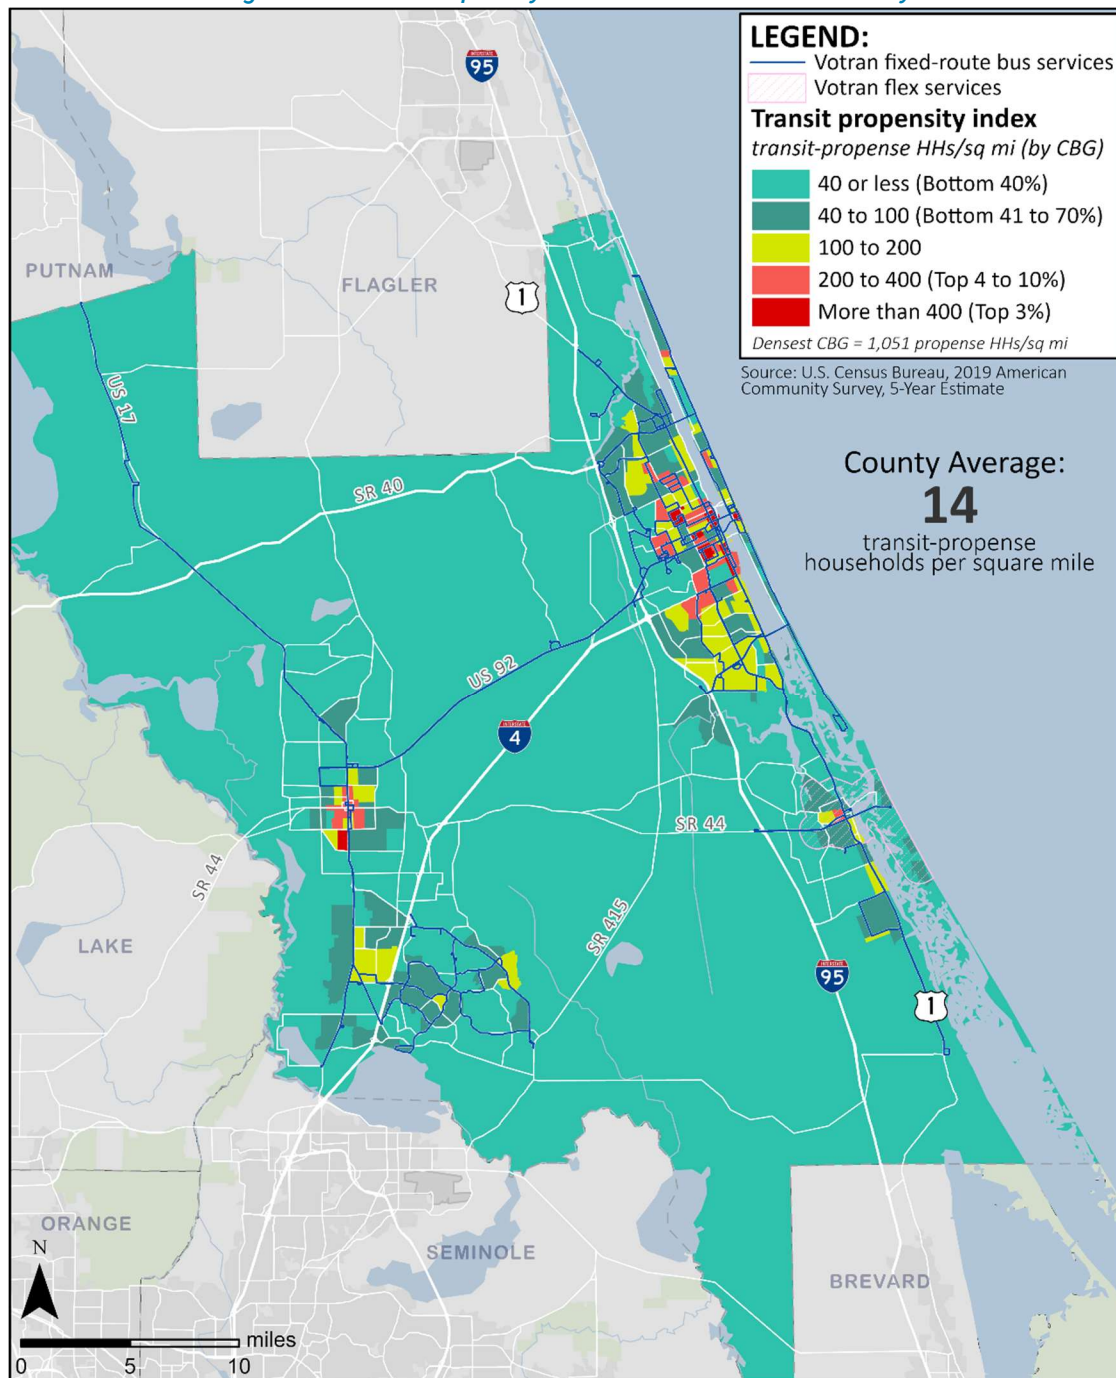 LEGEND:
Votran fixed-route bus services
Votran flex services
Transit propensity index
transit-propense HHs/sq mi (by CBG)
40 or less (Bottom 40%)
40 to 100 (Bottom 41 to 70%)
100 to 200
200 to 400 (Top 4 to 10%)
More than 400 (Top 3%)
Densest CBG = 1,051 propense HHs/sq mi
Source: U.S. Census Bureau, 2019 American
Community Survey, 5-Year Estimate
County Average:
14
transit-propense
households per square mile
INTERSTATE
95
PUTNAM
FLAGLER
1
US 17
SR 40
US 92
INTERSTATE
4
SR 44
SR 44
SR 415
LAKE
INTERSTATE
95
1
ORANGE
SEMINOLE
BREVARD
N
miles
0 5 10